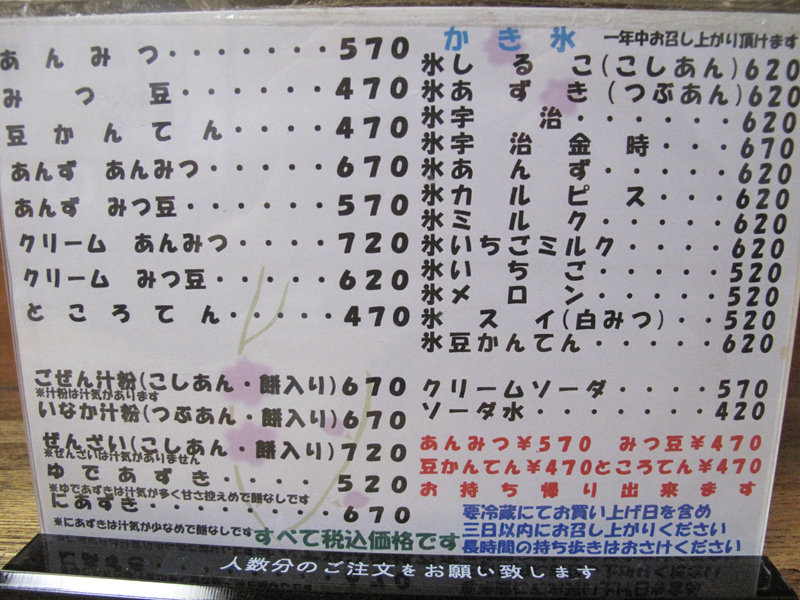 あんみつ・・・・・・・570
みつ豆・・・・・・470
豆かんてん・・・・・470
あんず あんみつ・・・・・670
あんず みつ豆・・・・・・570
クリーム あんみつ・・・・・720
クリーム みつ豆・・・・・620
ところてん・・・・・470
ごぜん汁粉(こしあん・餅入り)670
※汁粉は汁気があります
いなか汁粉(つぶあん・餅入り)670
ぜんざい(こしあん・餅入り)720
※ぜんざいは汁気がありません
ゆであずき・・・・・520
※ゆであずきは汁気が多く甘さ控えめで餅なしです
にあずき・・・・・・670
※にあずきは汁気が少なめで餅なしです
すべて税込価格です
かき氷 一年中お召し上がり頂けます
氷しるこ(こしあん)620
氷あずき(つぶあん)620
氷宇治・・・・・・620
氷宇治金時・・・670
氷あんず・・・・・620
氷カルピス・・・620
氷ミルク・・・・・620
氷いちごミルク・・・・620
氷いちご・・・・・520
氷メロン・・・・・520
氷スイ(白みつ)・・520
氷豆かんてん・・・・620
クリームソーダ・・・・570
ソーダ水・・・・・・420
あんみつ¥570 みつ豆¥470
豆かんてん¥470ところてん¥470
お持ち帰り出来ます
要冷蔵にてお買い上げ日を含め
三日以内にお召し上がりください
長時間の持ち歩きはおさけください
人数分のご注文をお願い致します